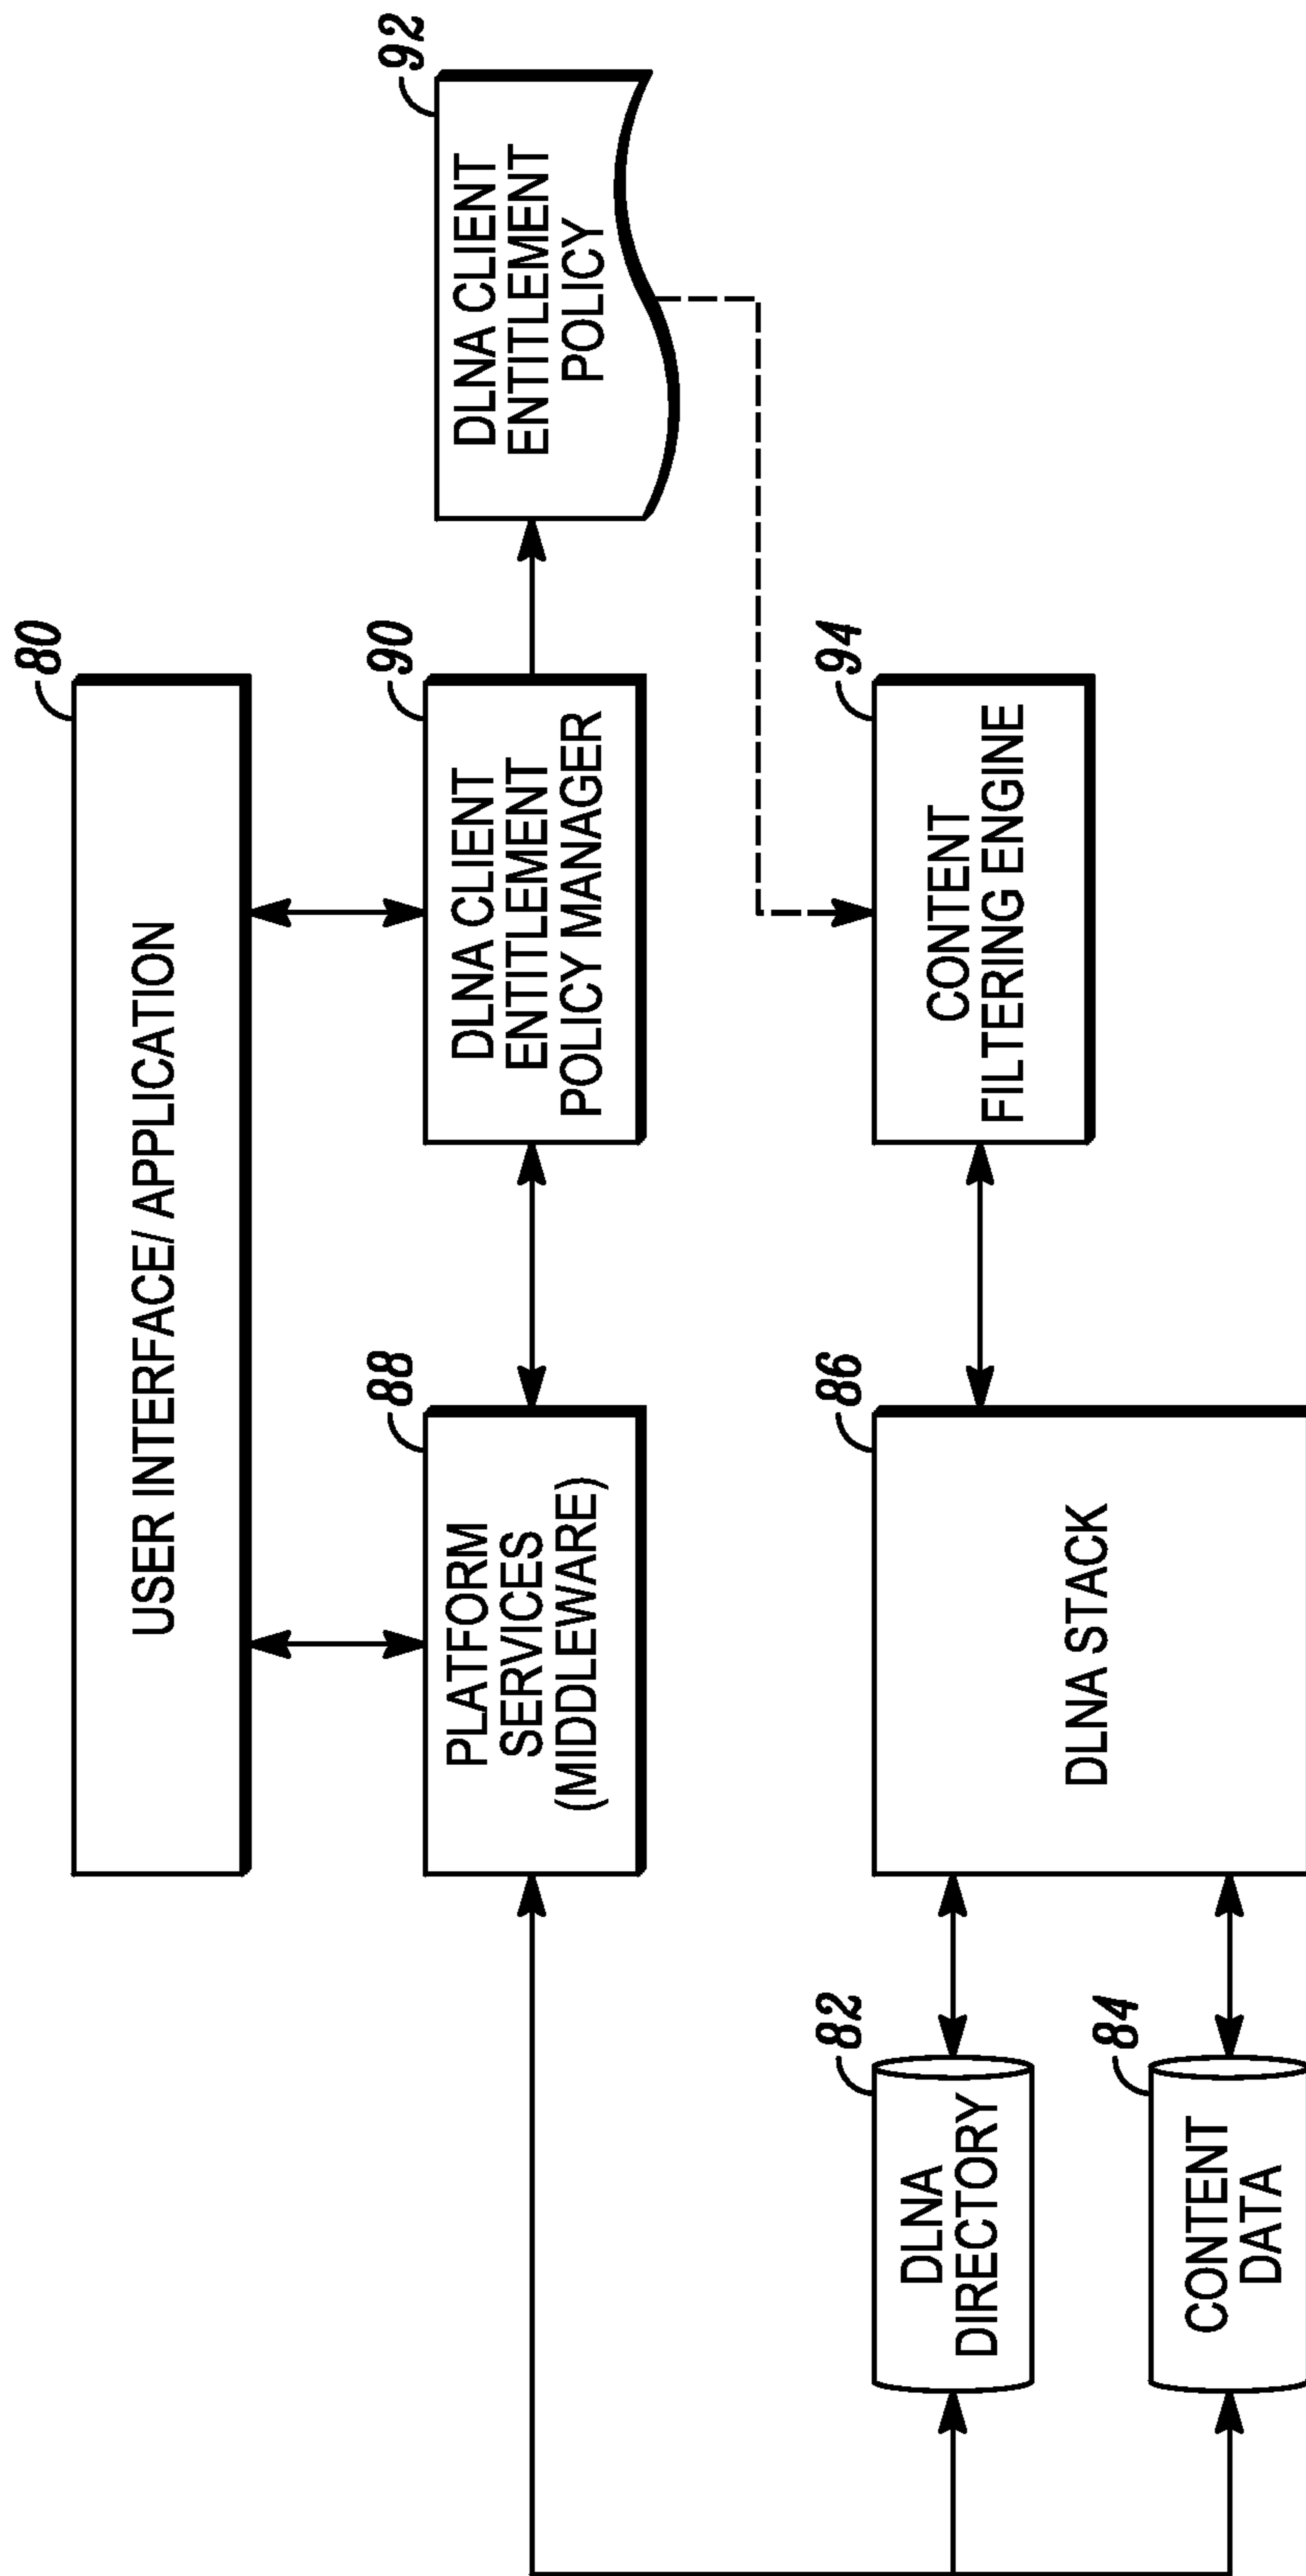 80
USER INTERFACE/ APPLICATION
88
PLATFORM
SERVICES
(MIDDLEWARE)
90
DLNA CLIENT
ENTITLEMENT
POLICY MANAGER
92
DLNA CLIENT
ENTITLEMENT
POLICY
82
DLNA
DIRECTORY
86
DLNA STACK
94
CONTENT
FILTERING ENGINE
84
CONTENT
DATA